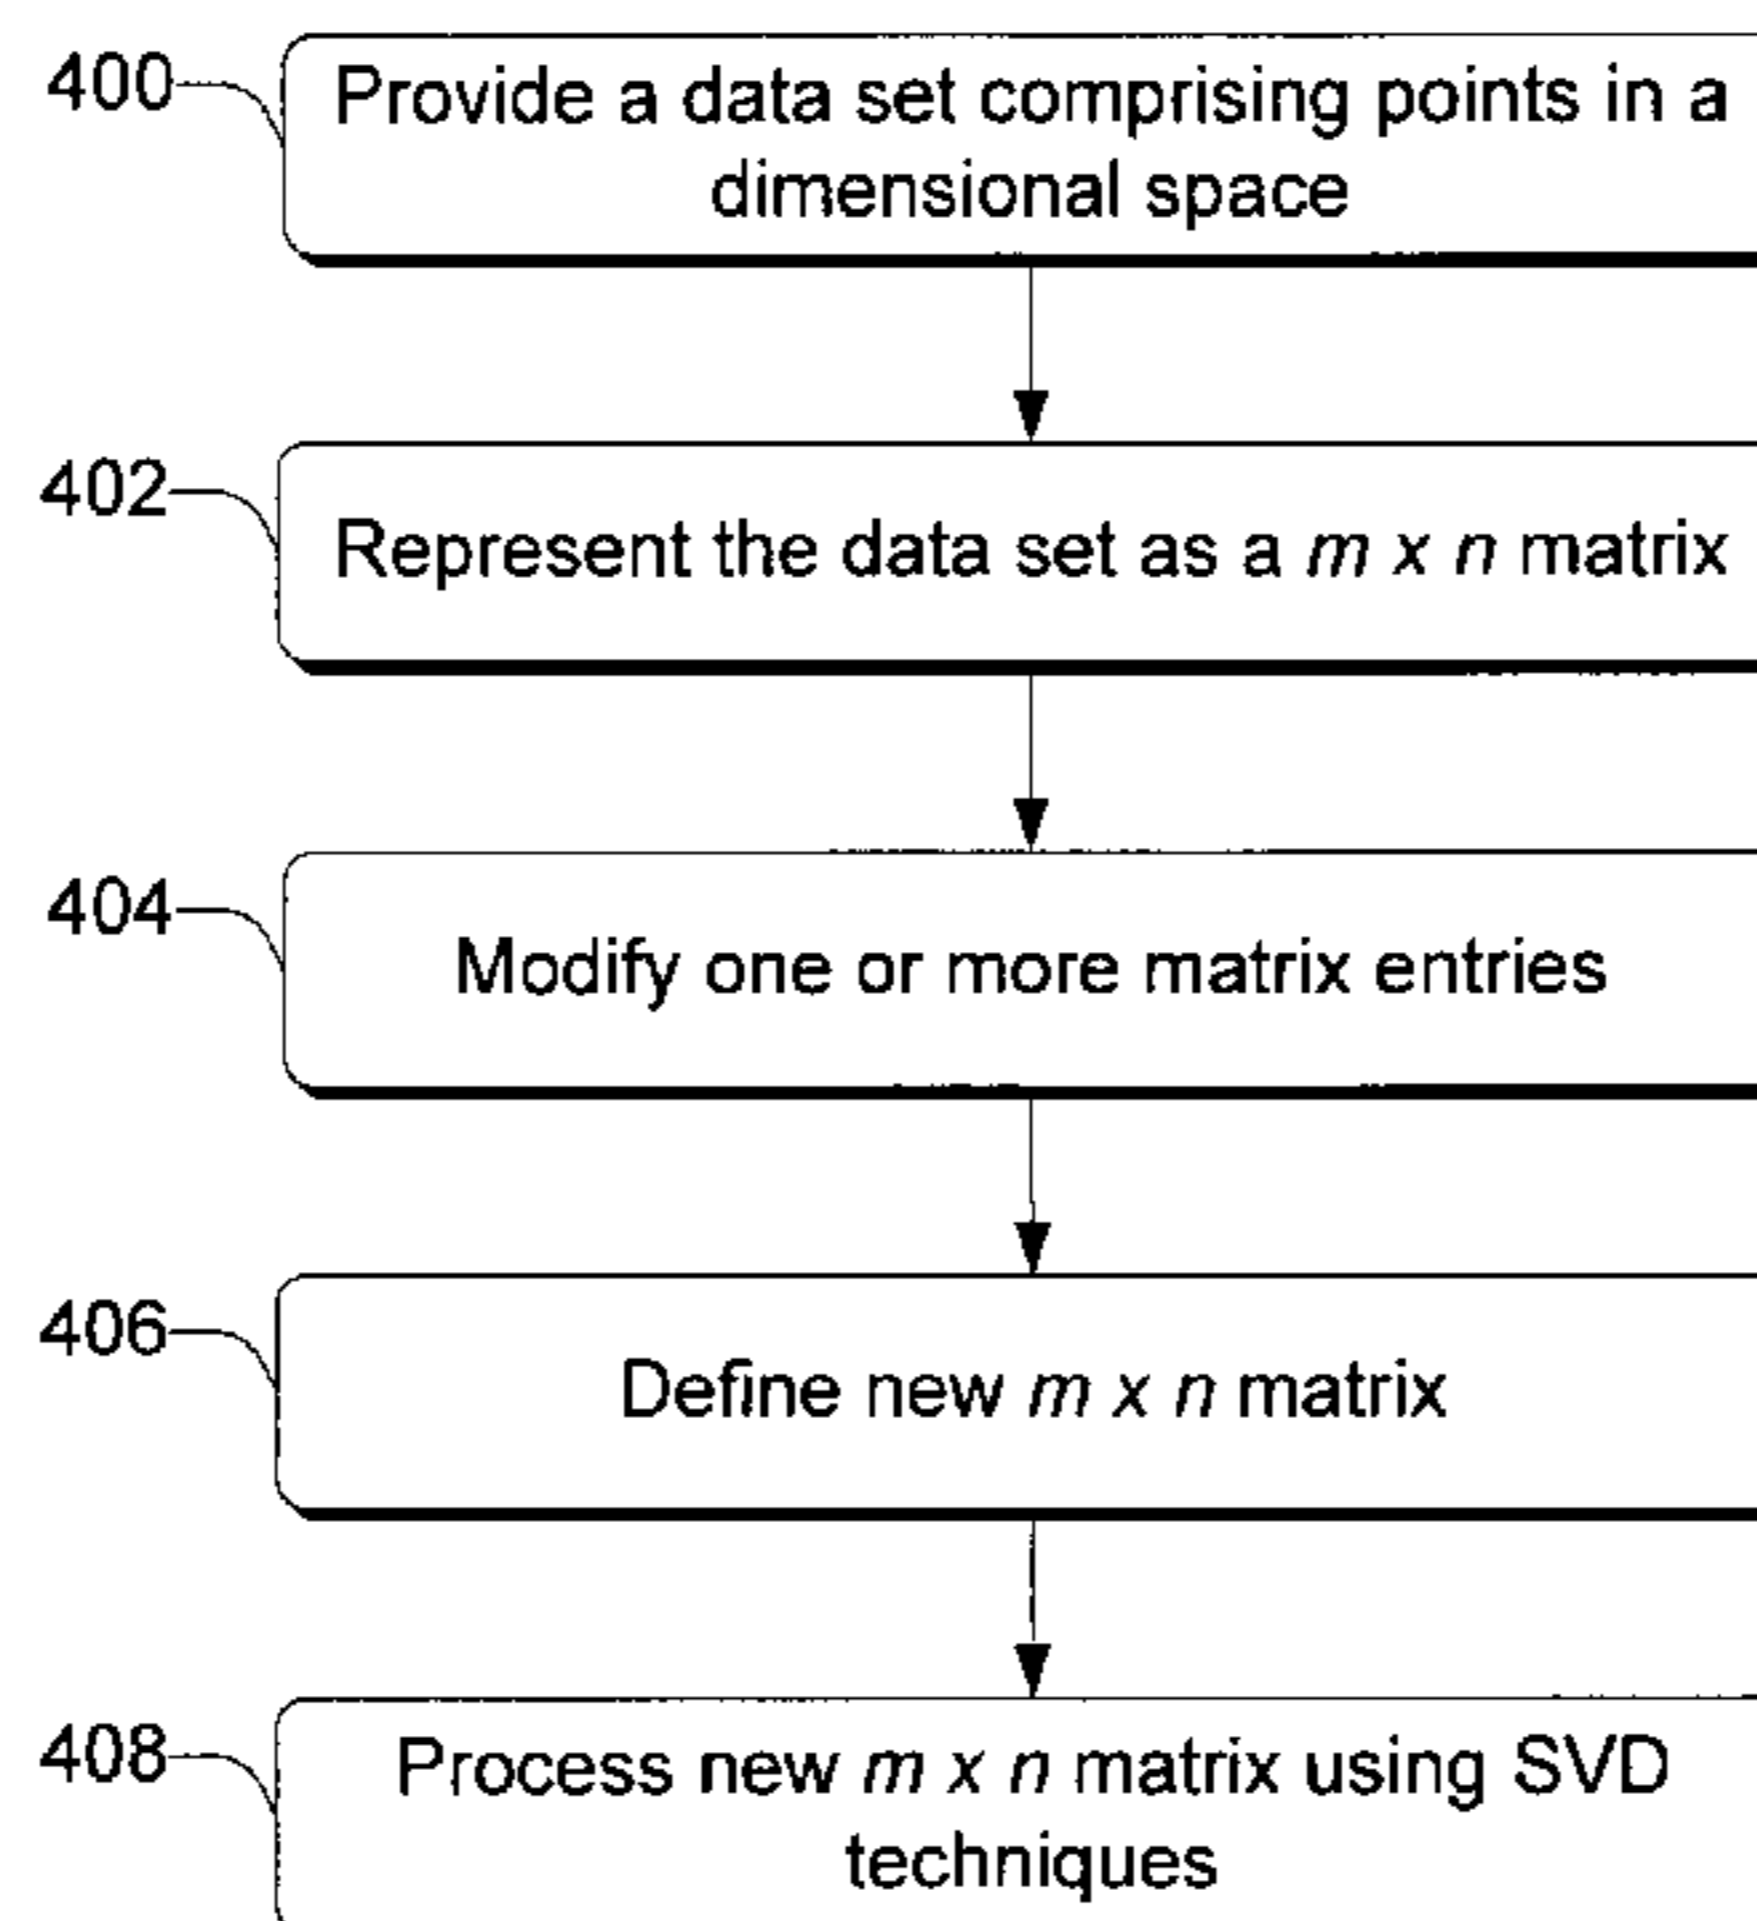 400
Provide a data set comprising points in a
dimensional space
402
Represent the data set as a m x n matrix
404
Modify one or more matrix entries
406
Define new m x n matrix
408
Process new m x n matrix using SVD
techniques